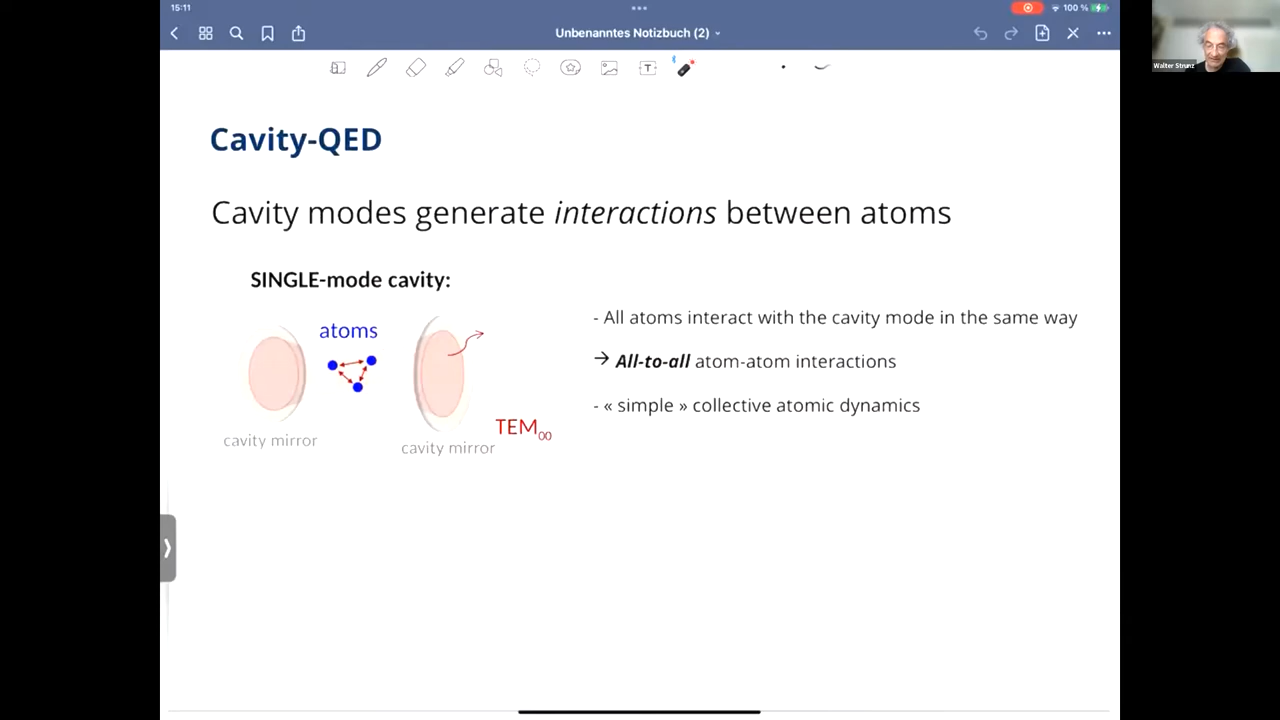 15:11
100 %
Unbenanntes Notizbuch (2)
T
Walter Strunz
Cavity-QED
Cavity modes generate interactions between atoms
SINGLE-mode cavity:
atoms
cavity mirror
cavity mirror
TEM₀₀
- All atoms interact with the cavity mode in the same way
→ All-to-all atom-atom interactions
- « simple » collective atomic dynamics